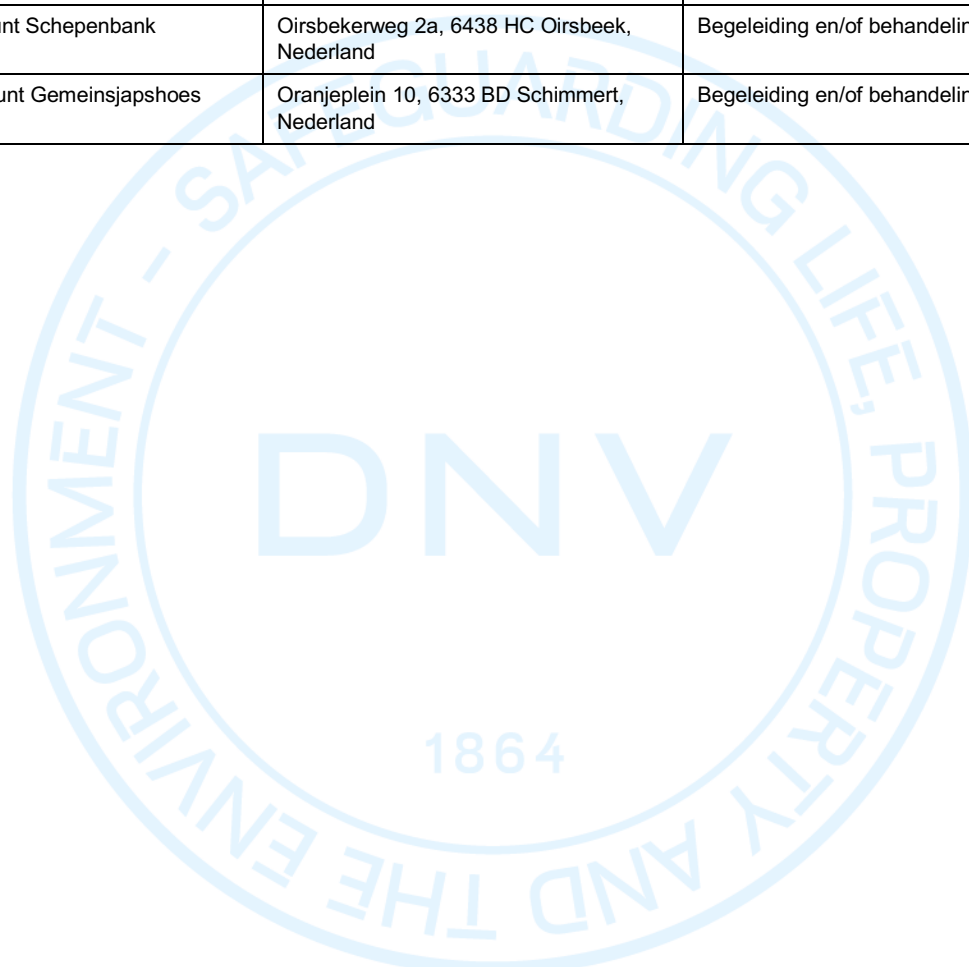 unt Schepenbank
Oirsbekerweg 2a, 6438 HC Oirsbeek,
Nederland
Begeleiding en/of behandelin
unt Gemeinsjapshoes
Oranjeplein 10, 6333 BD Schimmert,
Nederland
Begeleiding en/of behandelin
SAFEGUARDING LIFE, PROPERTY AND THE ENVIRONMENT -
DNV
1864